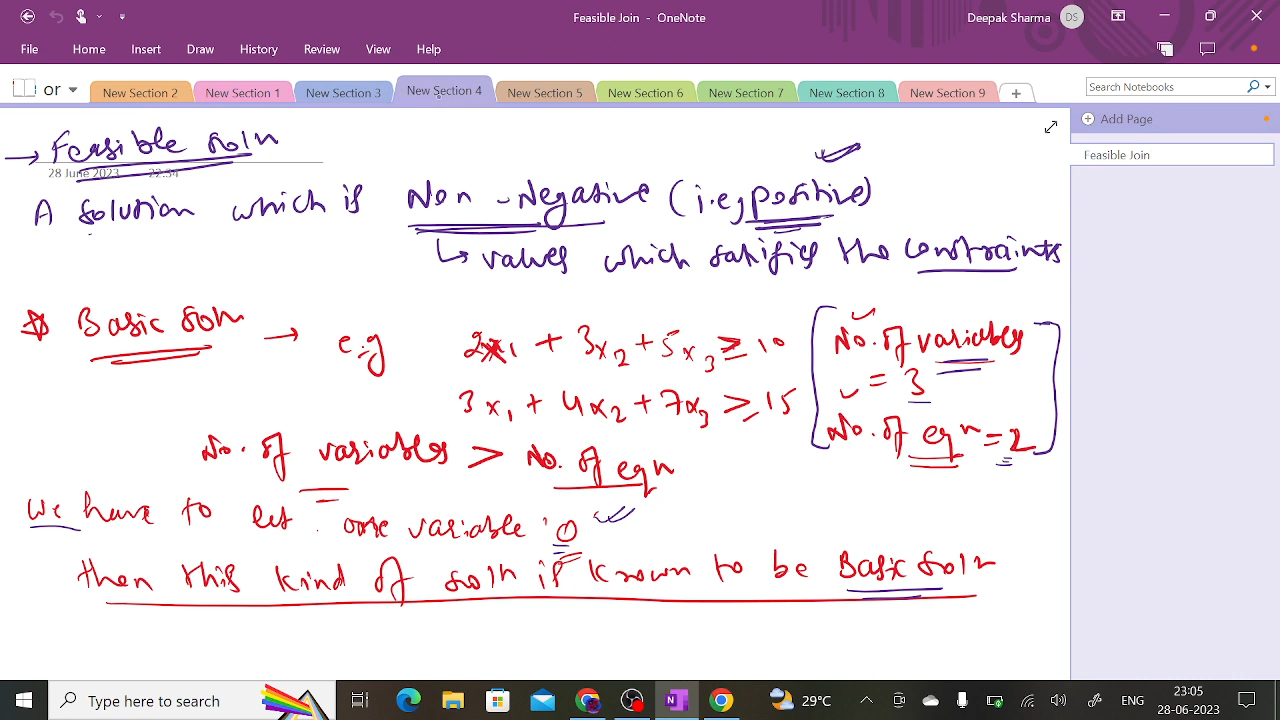 Feasible Join - OneNote
Deepak Sharma DS
File Home Insert Draw History Review View Help
or New Section 2 New Section 1 New Section 3 New Section 4 New Section 5 New Section 6 New Section 7 New Section 8 New Section 9 + Search Notebooks
Add Page
Feasible Join
→ Feasible soln
28 June 2023 22:54
A solution which is Non-Negative (i.e, positive)
↳ values which satisfies the constraints
Basic soln → e.g 2x1 + 3x2 + 5x3 ≥ 10
3x1 + 4x2 + 7x3 ≥ 15
No. of variables
= 3
No. of eqn = 2
No. of variables > No. of eqn
We have to let one variable '0'
then this kind of soln is known to be Basic soln
Type here to search
29°C ENG 23:05
28-06-2023